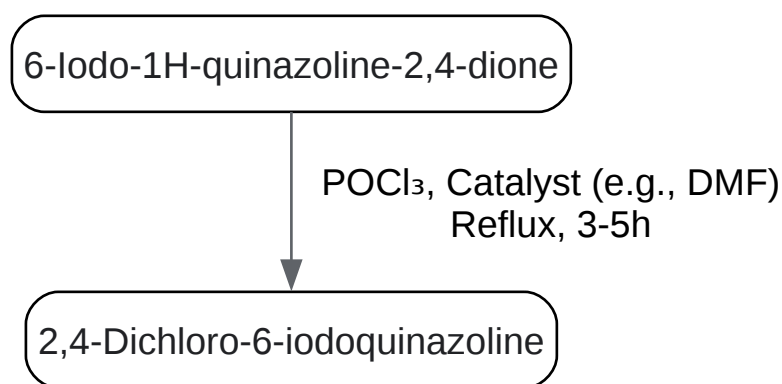 6-Iodo-1H-quinazoline-2,4-dione
POCl₃, Catalyst (e.g., DMF)
Reflux, 3-5h
2,4-Dichloro-6-iodoquinazoline